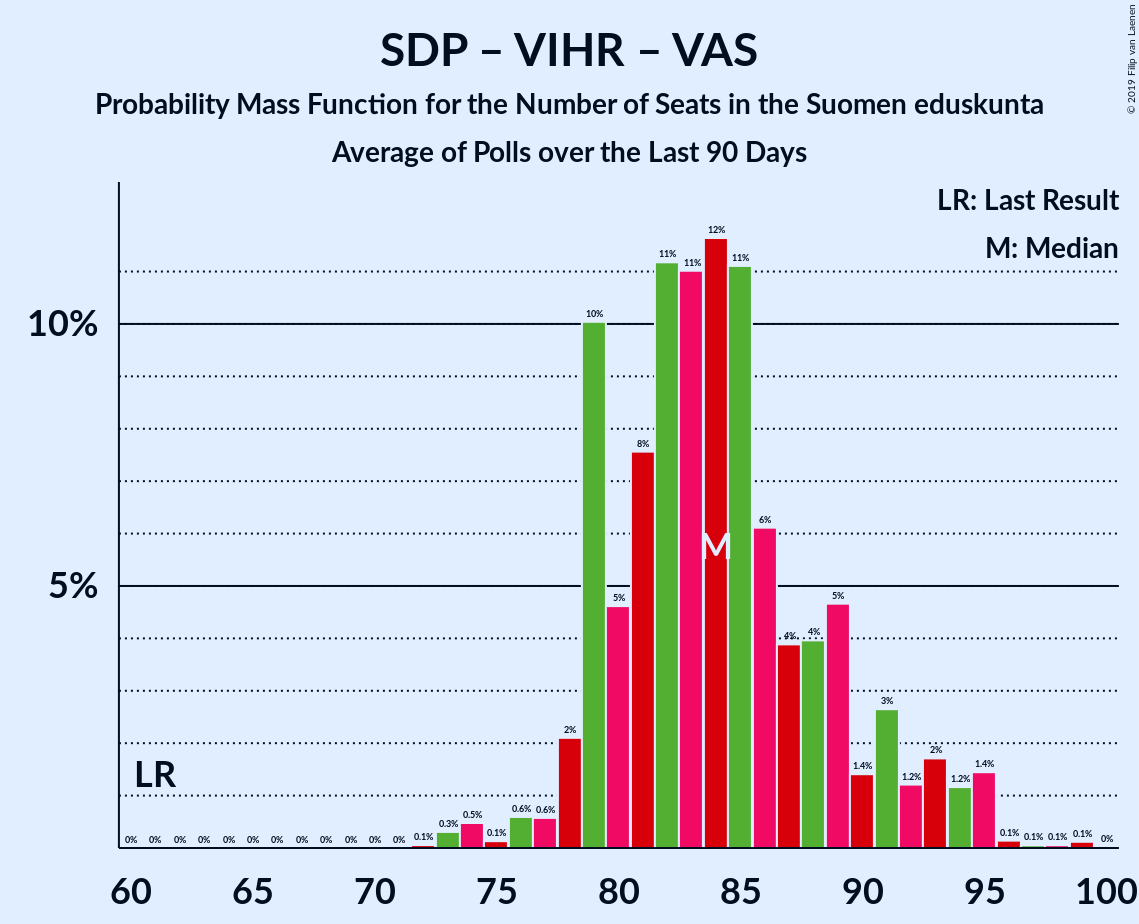 SDP – VIHR – VAS
Probability Mass Function for the Number of Seats in the Suomen eduskunta
Average of Polls over the Last 90 Days
© 2019 Filip van Laenen
LR: Last Result
M: Median
10%
5%
LR
M
0% 0% 0% 0% 0% 0% 0% 0% 0% 0% 0% 0% 0.1% 0.3% 0.5% 0.1% 0.6% 0.6% 2% 10% 5% 8% 11% 11% 12% 11% 6% 4% 4% 5% 1.4% 3% 1.2% 2% 1.2% 1.4% 0.1% 0.1% 0.1% 0.1% 0%
60 65 70 75 80 85 90 95 100